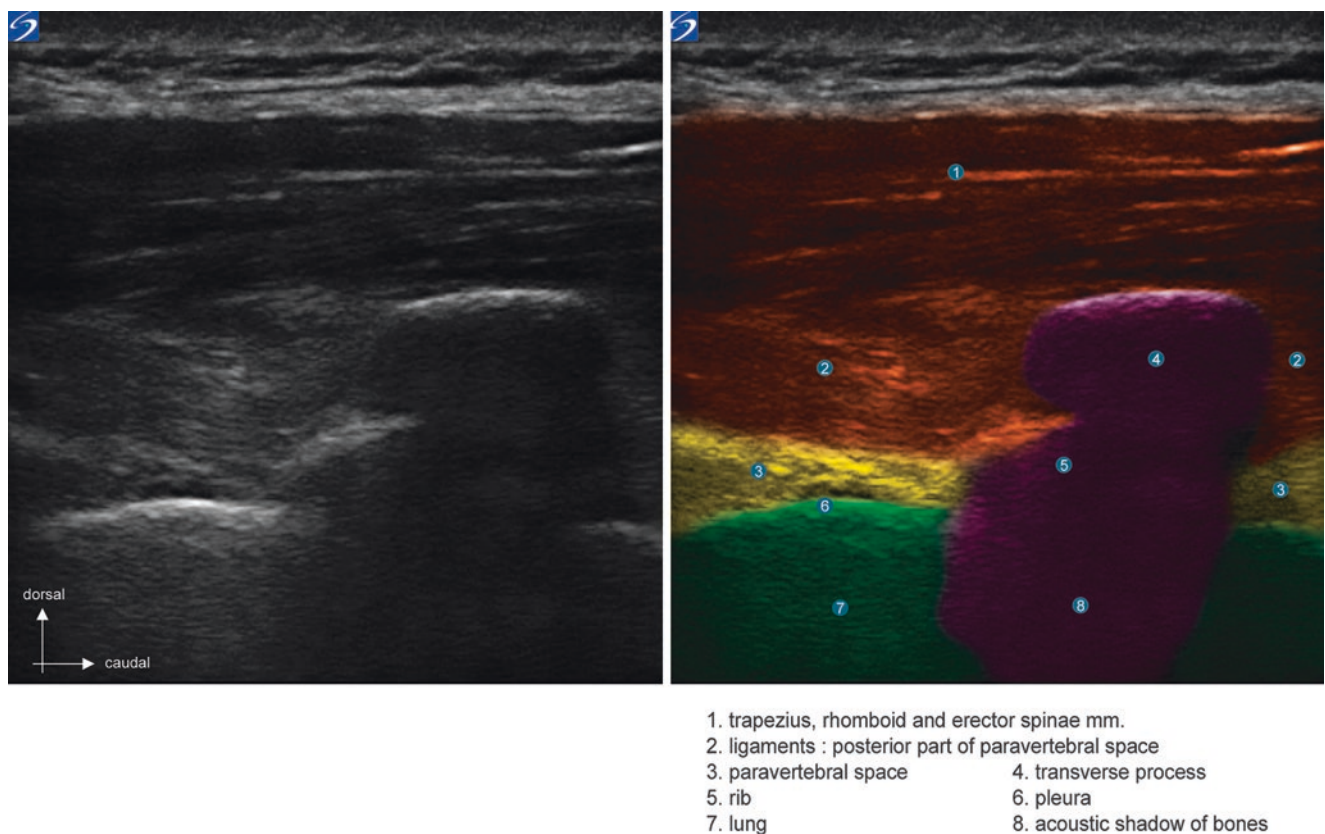 1
2
4
2
3
5
3
6
dorsal
7
8
caudal
1. trapezius, rhomboid and erector spinae mm.
2. ligaments : posterior part of paravertebral space
3. paravertebral space 4. transverse process
5. rib 6. pleura
7. lung 8. acoustic shadow of bones